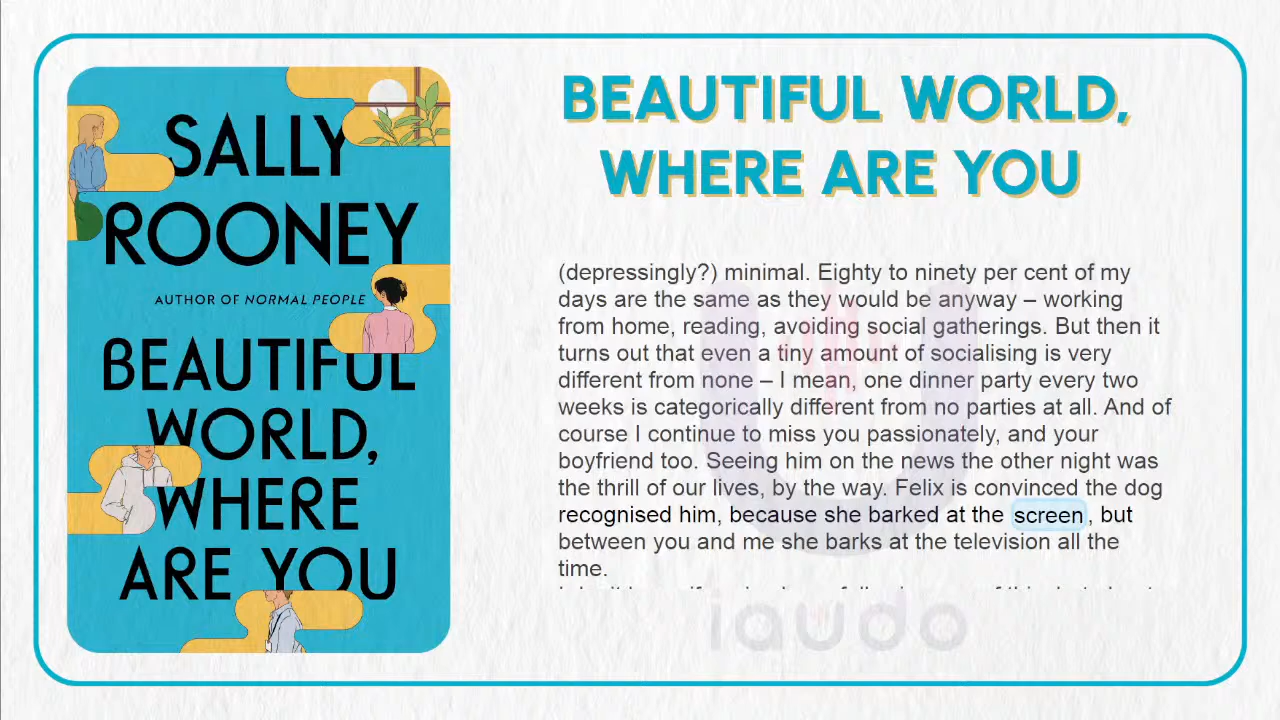 SALLY
ROONEY
AUTHOR OF NORMAL PEOPLE
BEAUTIFUL
WORLD,
WHERE
ARE YOU
BEAUTIFUL WORLD,
WHERE ARE YOU
(depressingly?) minimal. Eighty to ninety per cent of my
days are the same as they would be anyway – working
from home, reading, avoiding social gatherings. But then it
turns out that even a tiny amount of socialising is very
different from none – I mean, one dinner party every two
weeks is categorically different from no parties at all. And of
course I continue to miss you passionately, and your
boyfriend too. Seeing him on the news the other night was
the thrill of our lives, by the way. Felix is convinced the dog
recognised him, because she barked at the screen, but
between you and me she barks at the television all the
time.
iaudo